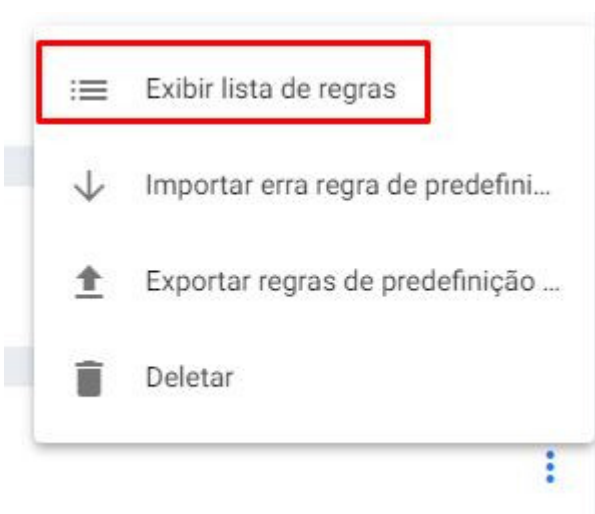 Exibir lista de regras
Importar erra regra de predefini...
Exportar regras de predefinição ...
Deletar